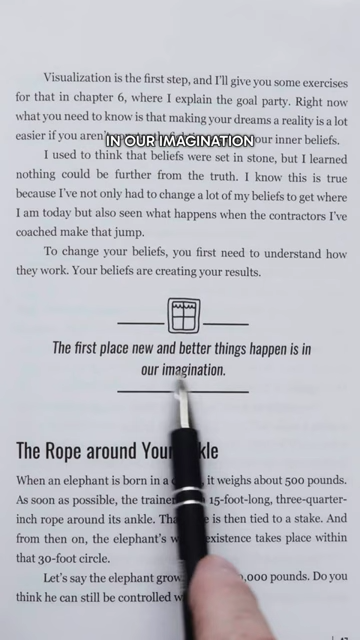 Visualization is the first step, and I'll give you some exercises
for that in chapter 6, where I explain the goal party. Right now
what you need to know is that making your dreams a reality is a lot
easier if you aren't our inner beliefs.
IN OUR IMAGINATION
I used to think that beliefs were set in stone, but I learned
nothing could be further from the truth. I know this is true
because I've not only had to change a lot of my beliefs to get where
I am today but also seen what happens when the contractors I've
coached make that jump.
To change your beliefs, you first need to understand how
they work. Your beliefs are creating your results.
The first place new and better things happen is in
our imagination.
The Rope around Your kle
When an elephant is born in a it weighs about 500 pounds.
As soon as possible, the trainer 15-foot-long, three-quarter-
inch rope around its ankle. is then tied to a stake. And
from then on, the elephant's existence takes place within
that 30-foot circle.
Let's say the elephant ,000 pounds. Do you
think he can still be controlled